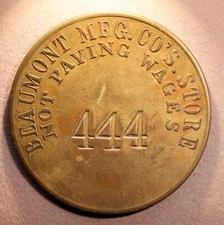 BEAUMONT MFG. CO'S. STORE
NOT PAYING WAGES
444